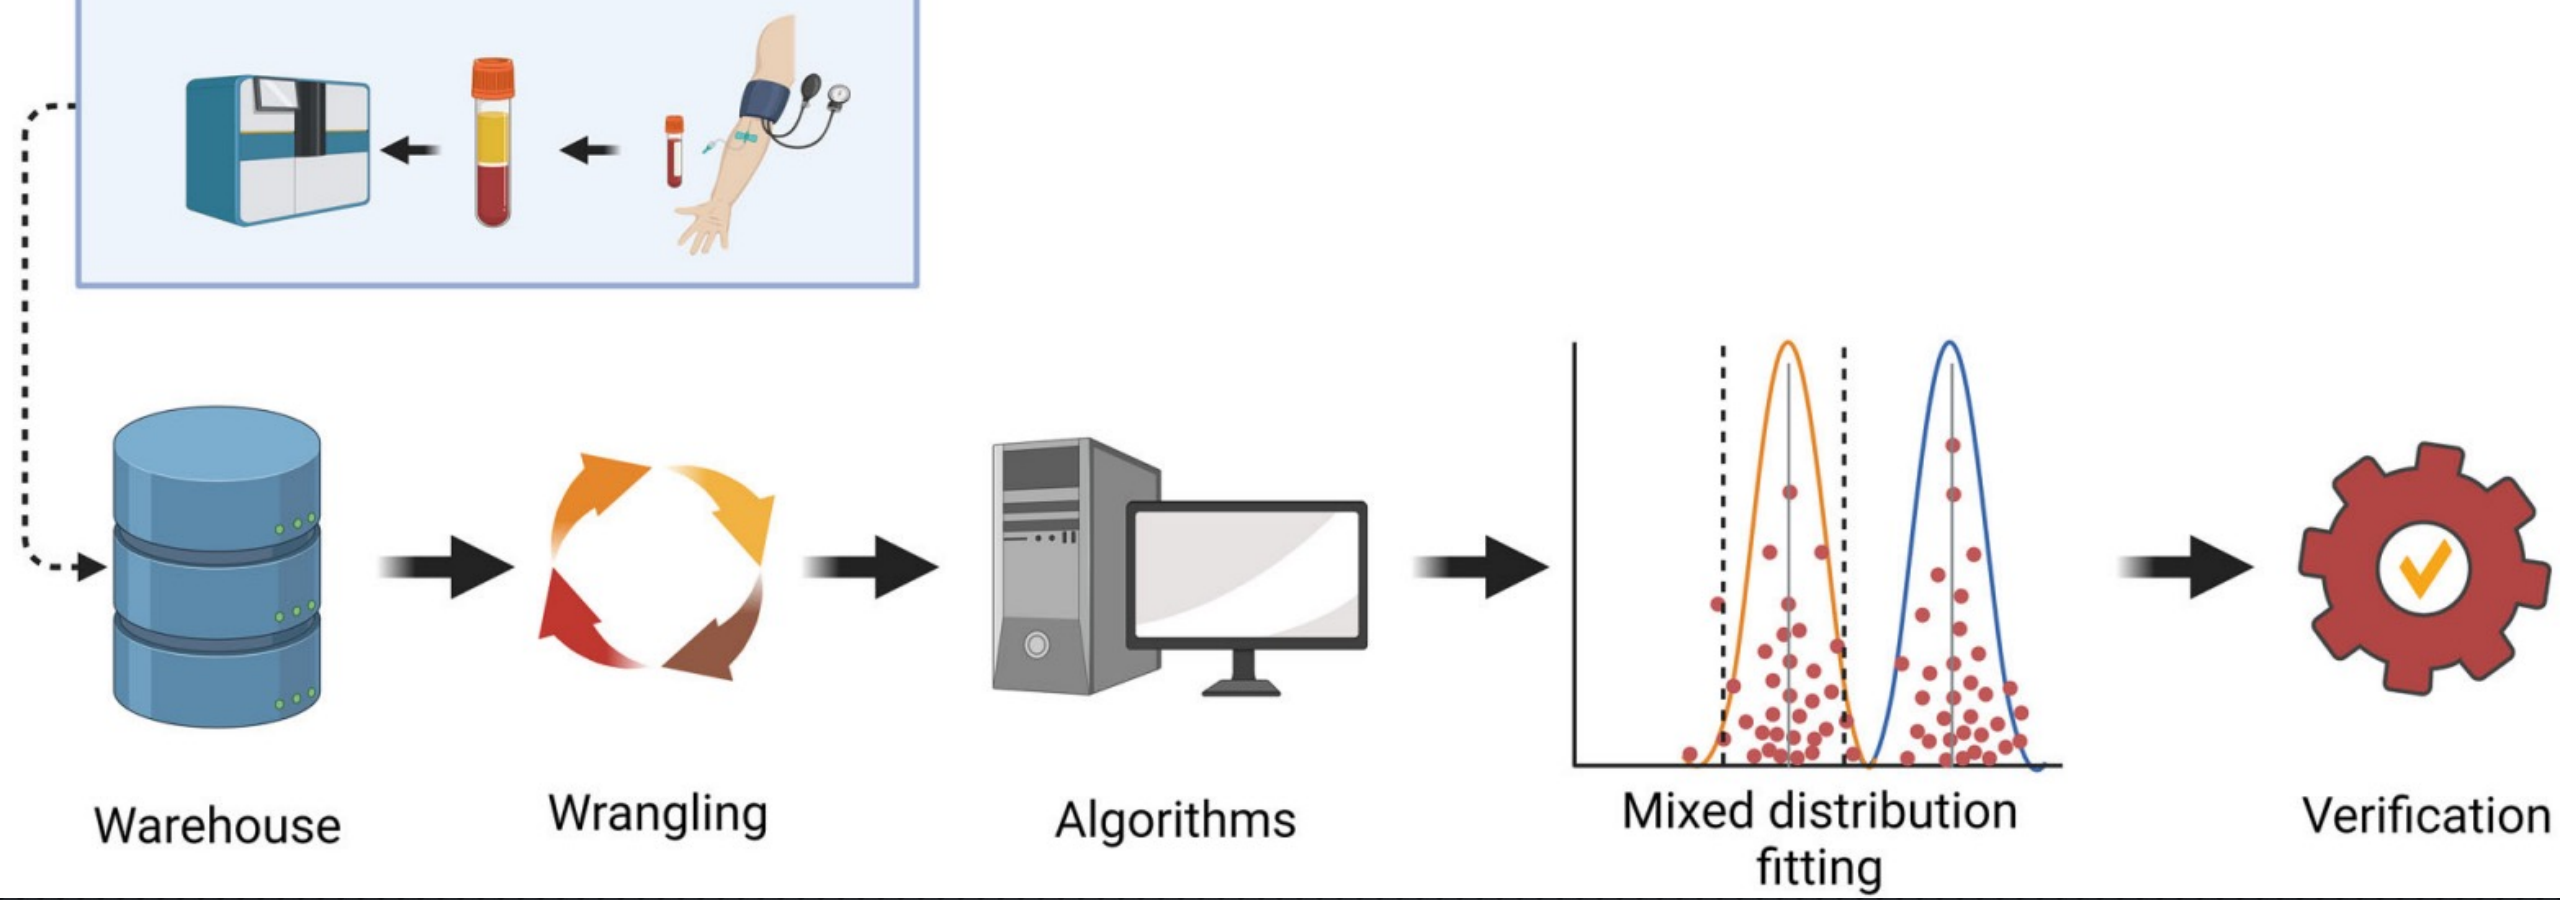 Warehouse
Wrangling
Algorithms
Mixed distribution
fitting
Verification